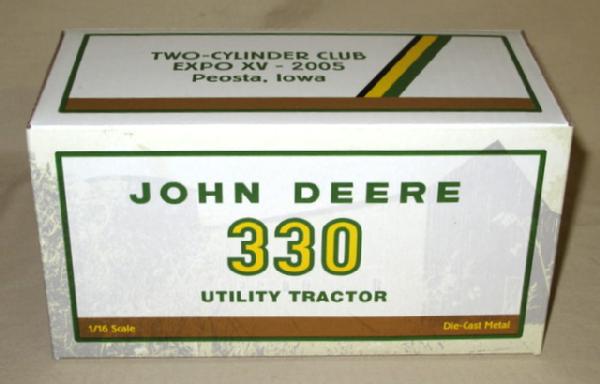 TWO-CYLINDER CLUB
EXPO XV - 2005
Peosta, Iowa
JOHN DEERE
330
UTILITY TRACTOR
1/16 Scale
Die-Cast Metal